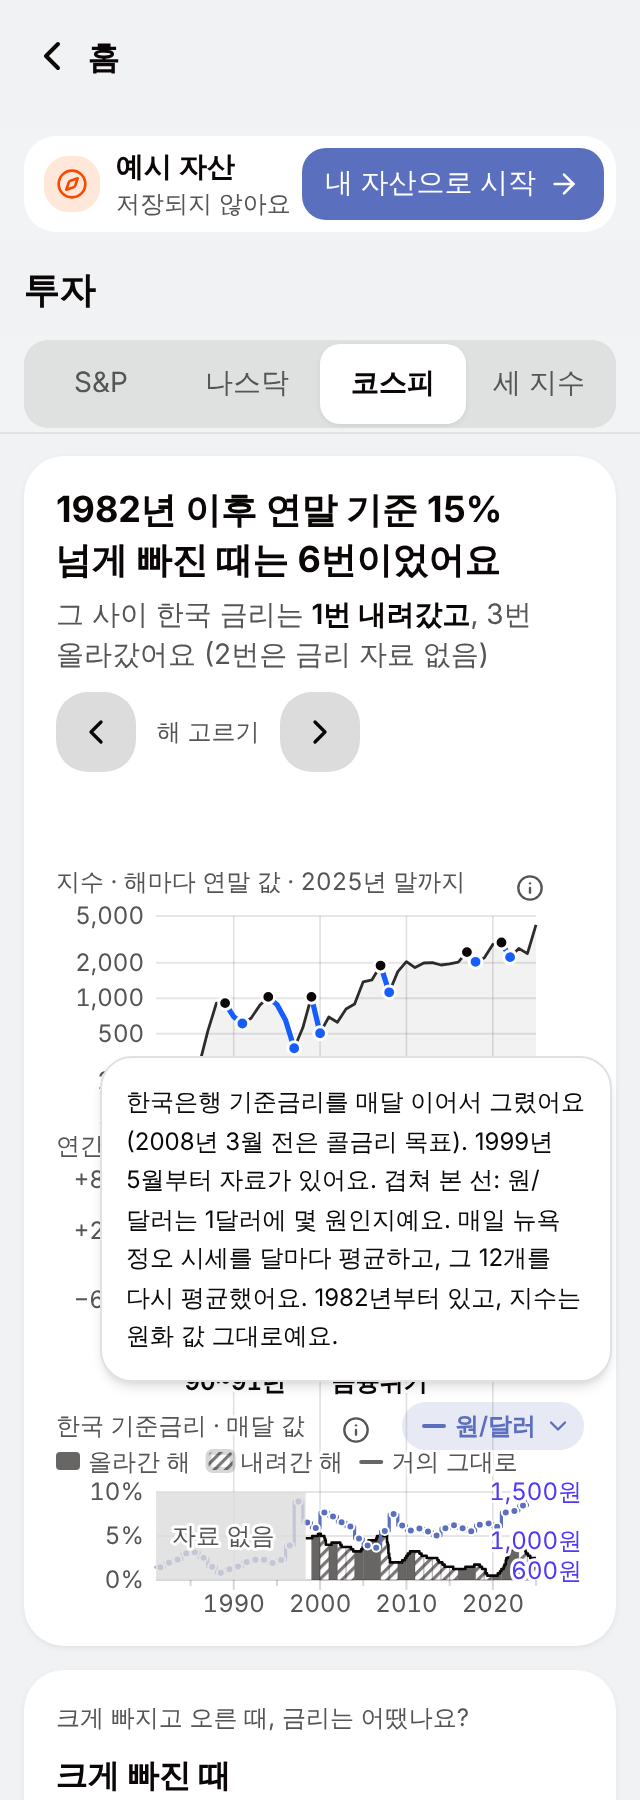 홈
예시 자산
저장되지 않아요
내 자산으로 시작
투자
S&P 나스닥 코스피 세 지수
1982년 이후 연말 기준 15%
넘게 빠진 때는 6번이었어요
그 사이 한국 금리는 1번 내려갔고, 3번
올라갔어요 (2번은 금리 자료 없음)
해 고르기
지수 · 해마다 연말 값 · 2025년 말까지
5,000
2,000
1,000
500
연간
+8
+2
−6
한국은행 기준금리를 매달 이어서 그렸어요
(2008년 3월 전은 콜금리 목표). 1999년
5월부터 자료가 있어요. 겹쳐 본 선: 원/
달러는 1달러에 몇 원인지예요. 매일 뉴욕
정오 시세를 달마다 평균하고, 그 12개를
다시 평균했어요. 1982년부터 있고, 지수는
원화 값 그대로예요.
90~91년 금융위기
한국 기준금리 · 매달 값
원/달러
올라간 해 내려간 해 거의 그대로
10% 1,500원
5% 자료 없음 1,000원
0% 600원
1990 2000 2010 2020
크게 빠지고 오른 때, 금리는 어땠나요?
크게 빠진 때